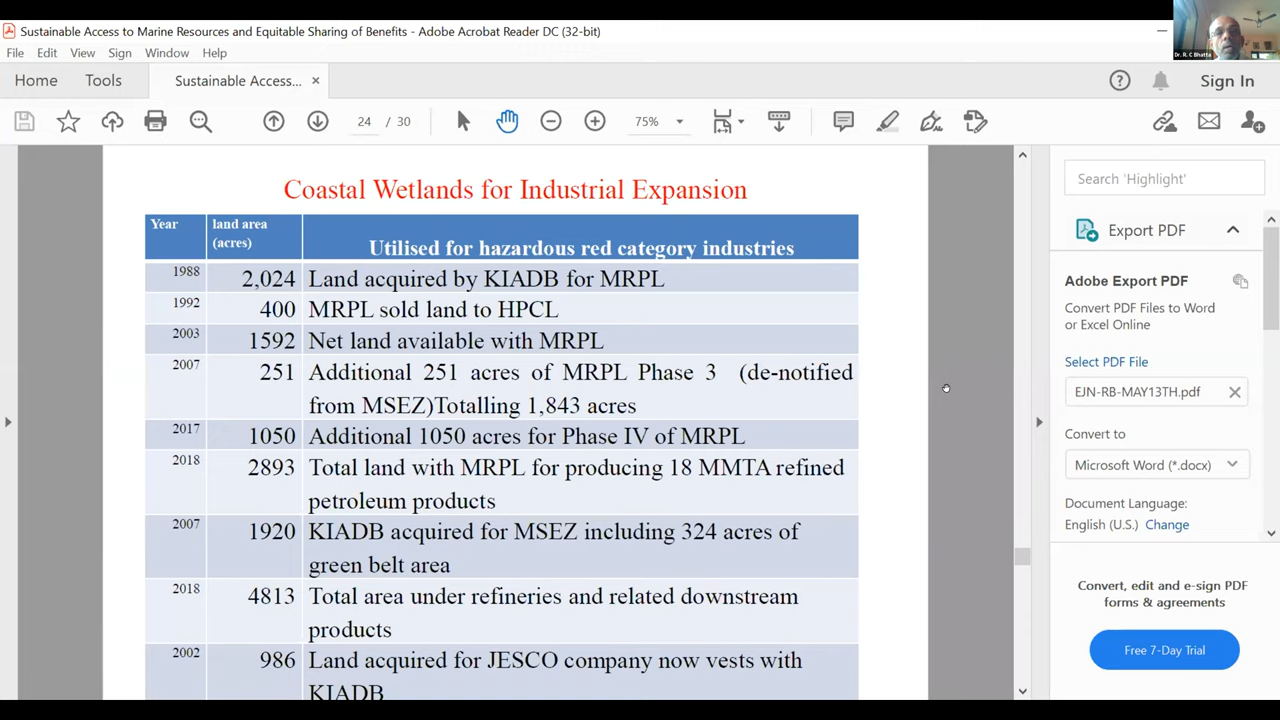 Sustainable Access to Marine Resources and Equitable Sharing of Benefits - Adobe Acrobat Reader DC (32-bit)
Dr. R. C Bhatta
File Edit View Sign Window Help
Home Tools Sustainable Access... × Sign In
24 / 30 75%
Coastal Wetlands for Industrial Expansion
Year land area (acres) Utilised for hazardous red category industries
1988 2,024 Land acquired by KIADB for MRPL
1992 400 MRPL sold land to HPCL
2003 1592 Net land available with MRPL
2007 251 Additional 251 acres of MRPL Phase 3 (de-notified
from MSEZ)Totalling 1,843 acres
2017 1050 Additional 1050 acres for Phase IV of MRPL
2018 2893 Total land with MRPL for producing 18 MMTA refined
petroleum products
2007 1920 KIADB acquired for MSEZ including 324 acres of
green belt area
2018 4813 Total area under refineries and related downstream
products
2002 986 Land acquired for JESCO company now vests with
KIADB
Search 'Highlight'
Export PDF
Adobe Export PDF
Convert PDF Files to Word
or Excel Online
Select PDF File
EJN-RB-MAY13TH.pdf
Convert to
Microsoft Word (*.docx)
Document Language:
English (U.S.) Change
Convert, edit and e-sign PDF
forms & agreements
Free 7-Day Trial